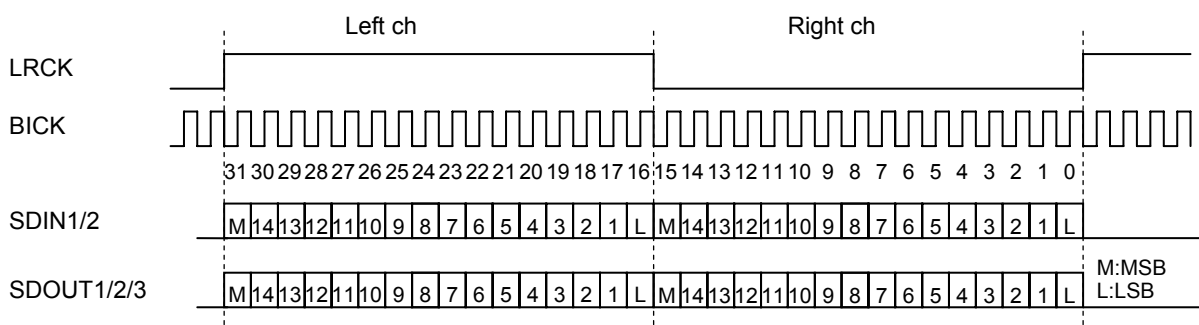 Left ch Right ch
LRCK
BICK
31 30 29 28 27 26 25 24 23 22 21 20 19 18 17 16 15 14 13 12 11 10 9 8 7 6 5 4 3 2 1 0
SDIN1/2 M 14 13 12 11 10 9 8 7 6 5 4 3 2 1 L M 14 13 12 11 10 9 8 7 6 5 4 3 2 1 L
SDOUT1/2/3 M 14 13 12 11 10 9 8 7 6 5 4 3 2 1 L M 14 13 12 11 10 9 8 7 6 5 4 3 2 1 L
M:MSB
L:LSB